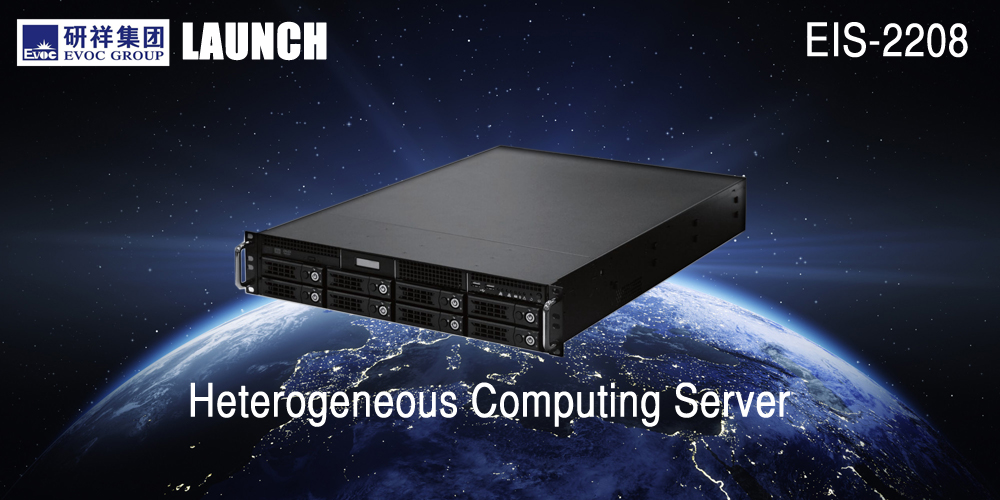 研祥集团
EVOC
EVOC GROUP
LAUNCH
EIS-2208
Heterogeneous Computing Server